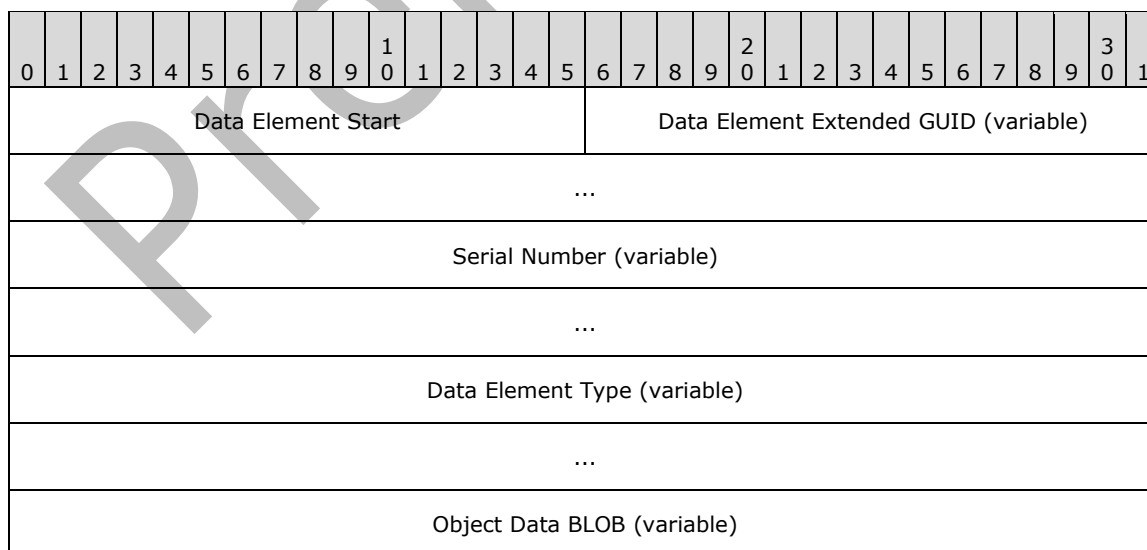 1 2 3
0 1 2 3 4 5 6 7 8 9 0 1 2 3 4 5 6 7 8 9 0 1 2 3 4 5 6 7 8 9 0 1
Data Element Start Data Element Extended GUID (variable)
...
Serial Number (variable)
...
Data Element Type (variable)
...
Object Data BLOB (variable)